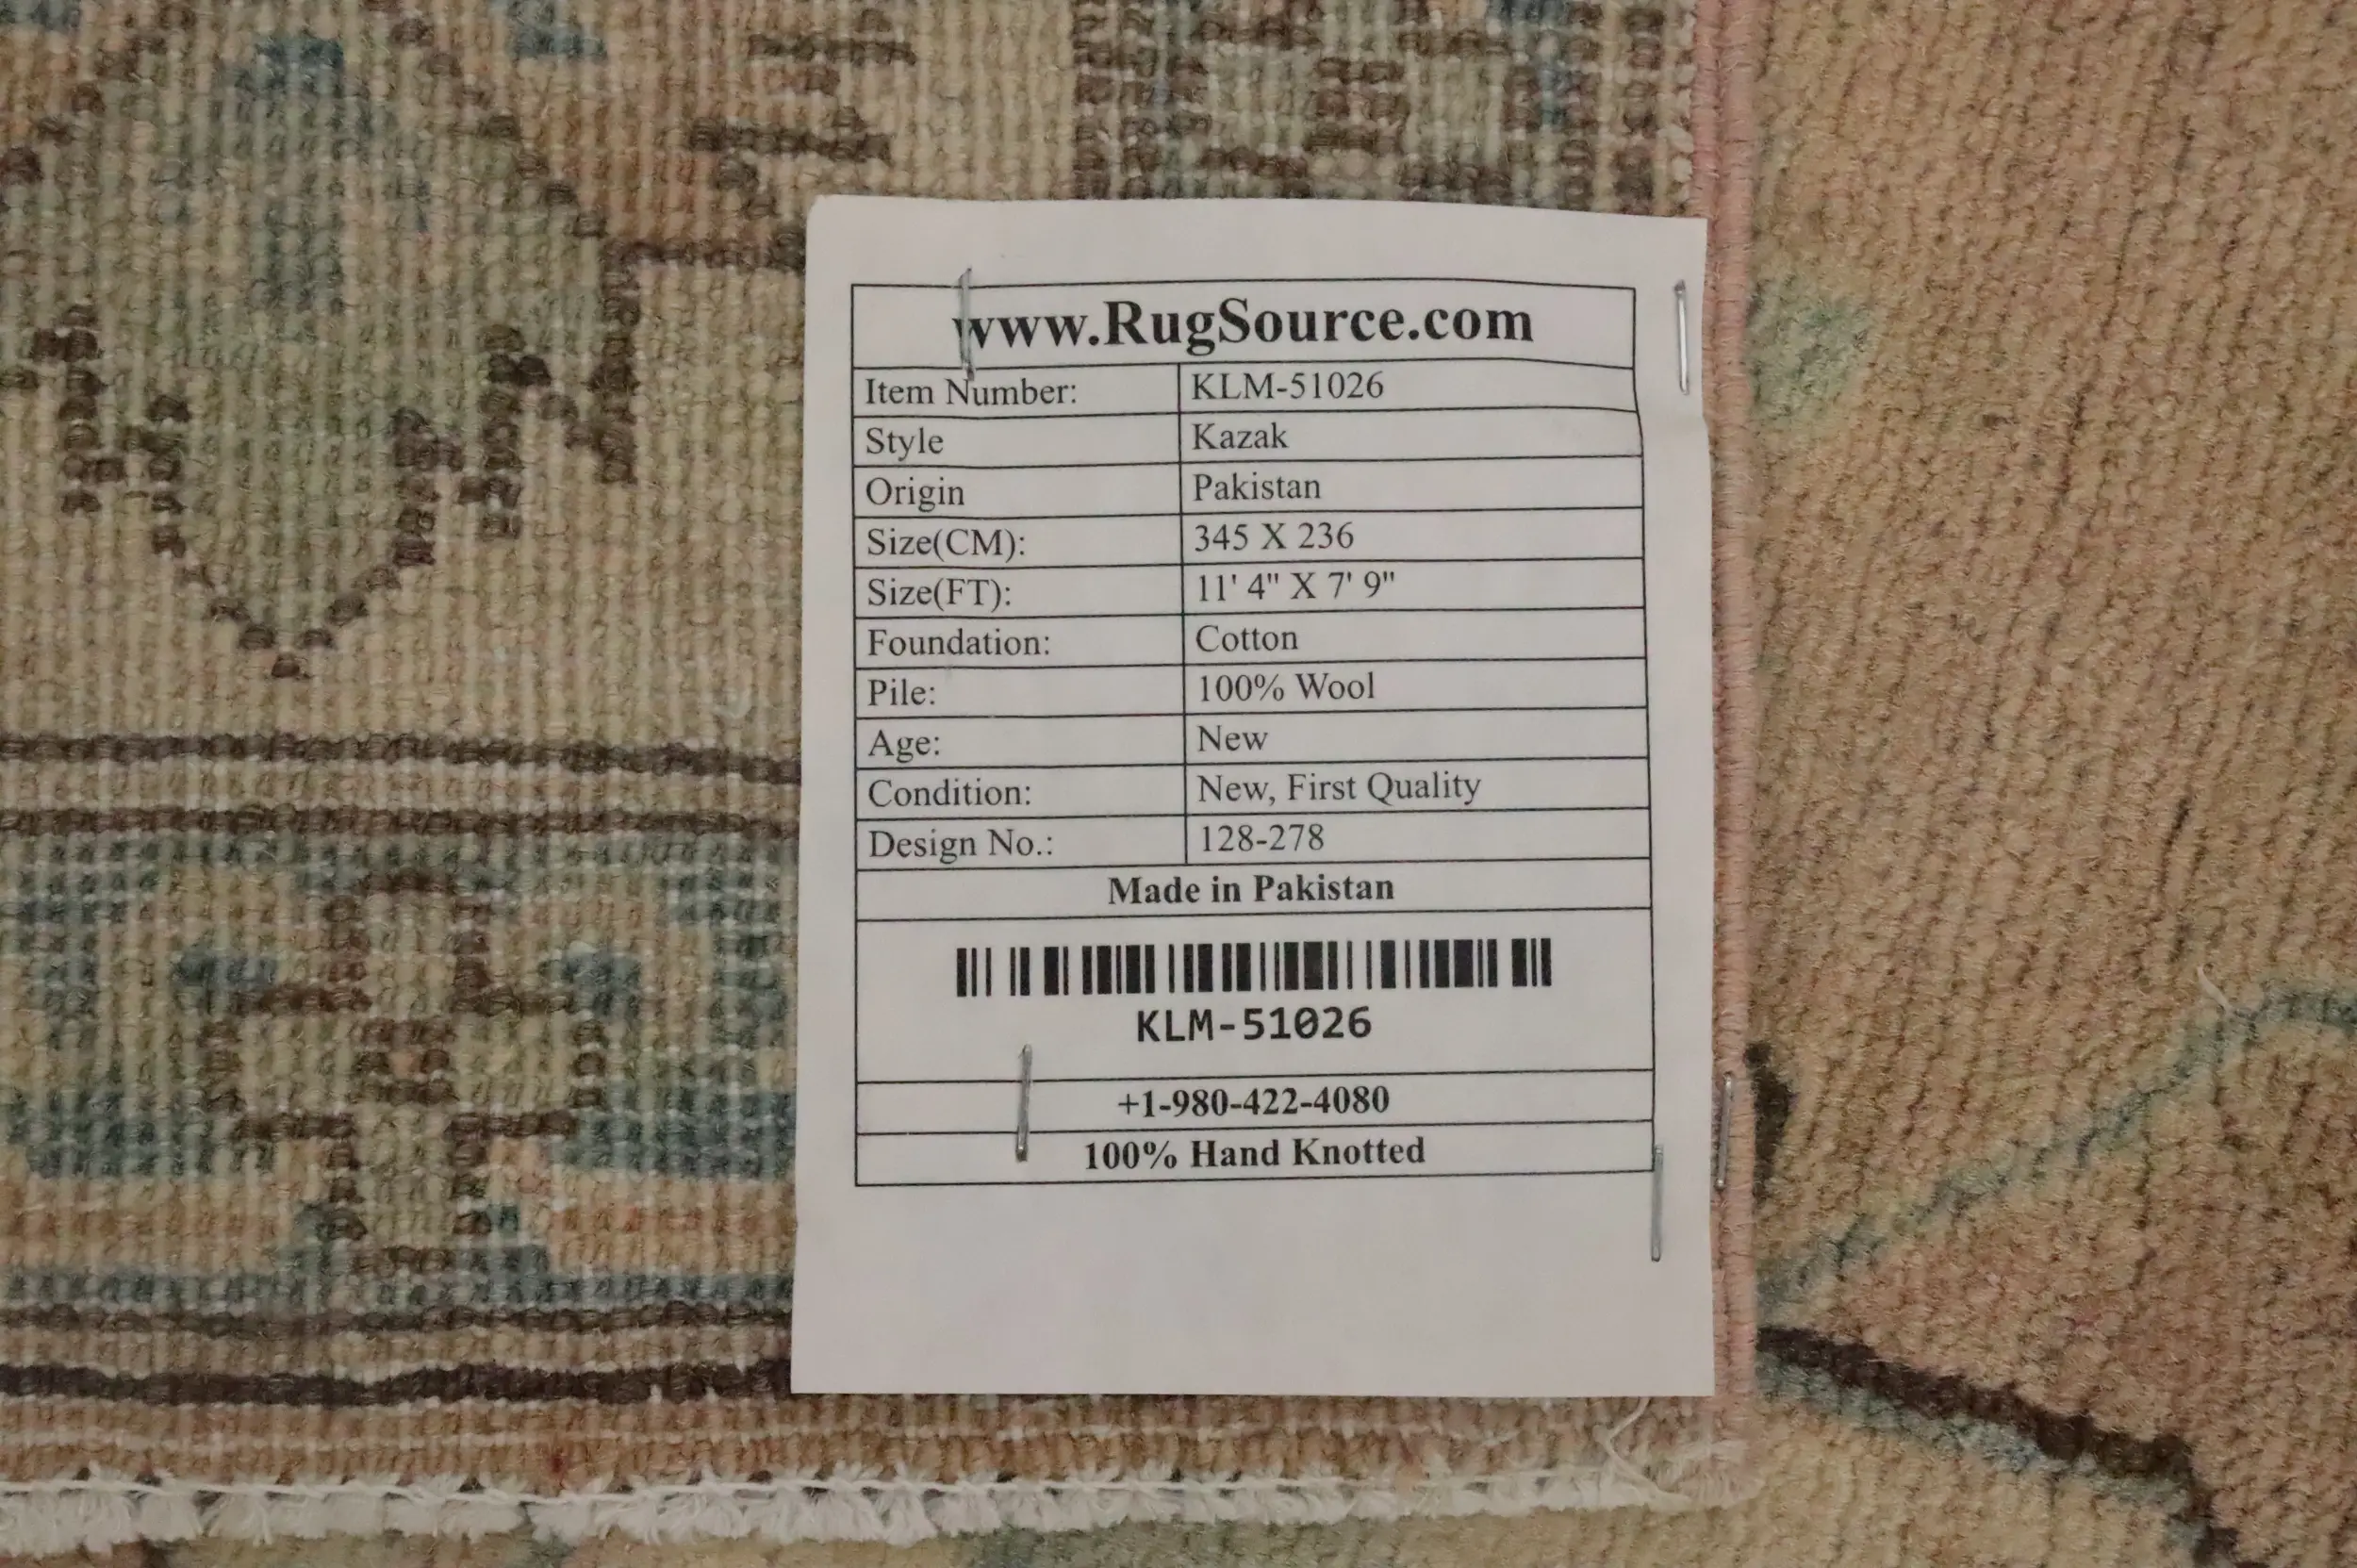 www.RugSource.com
Item Number: KLM-51026
Style Kazak
Origin Pakistan
Size(CM): 345 X 236
Size(FT): 11' 4" X 7' 9"
Foundation: Cotton
Pile: 100% Wool
Age: New
Condition: New, First Quality
Design No.: 128-278
Made in Pakistan
KLM-51026
+1-980-422-4080
100% Hand Knotted